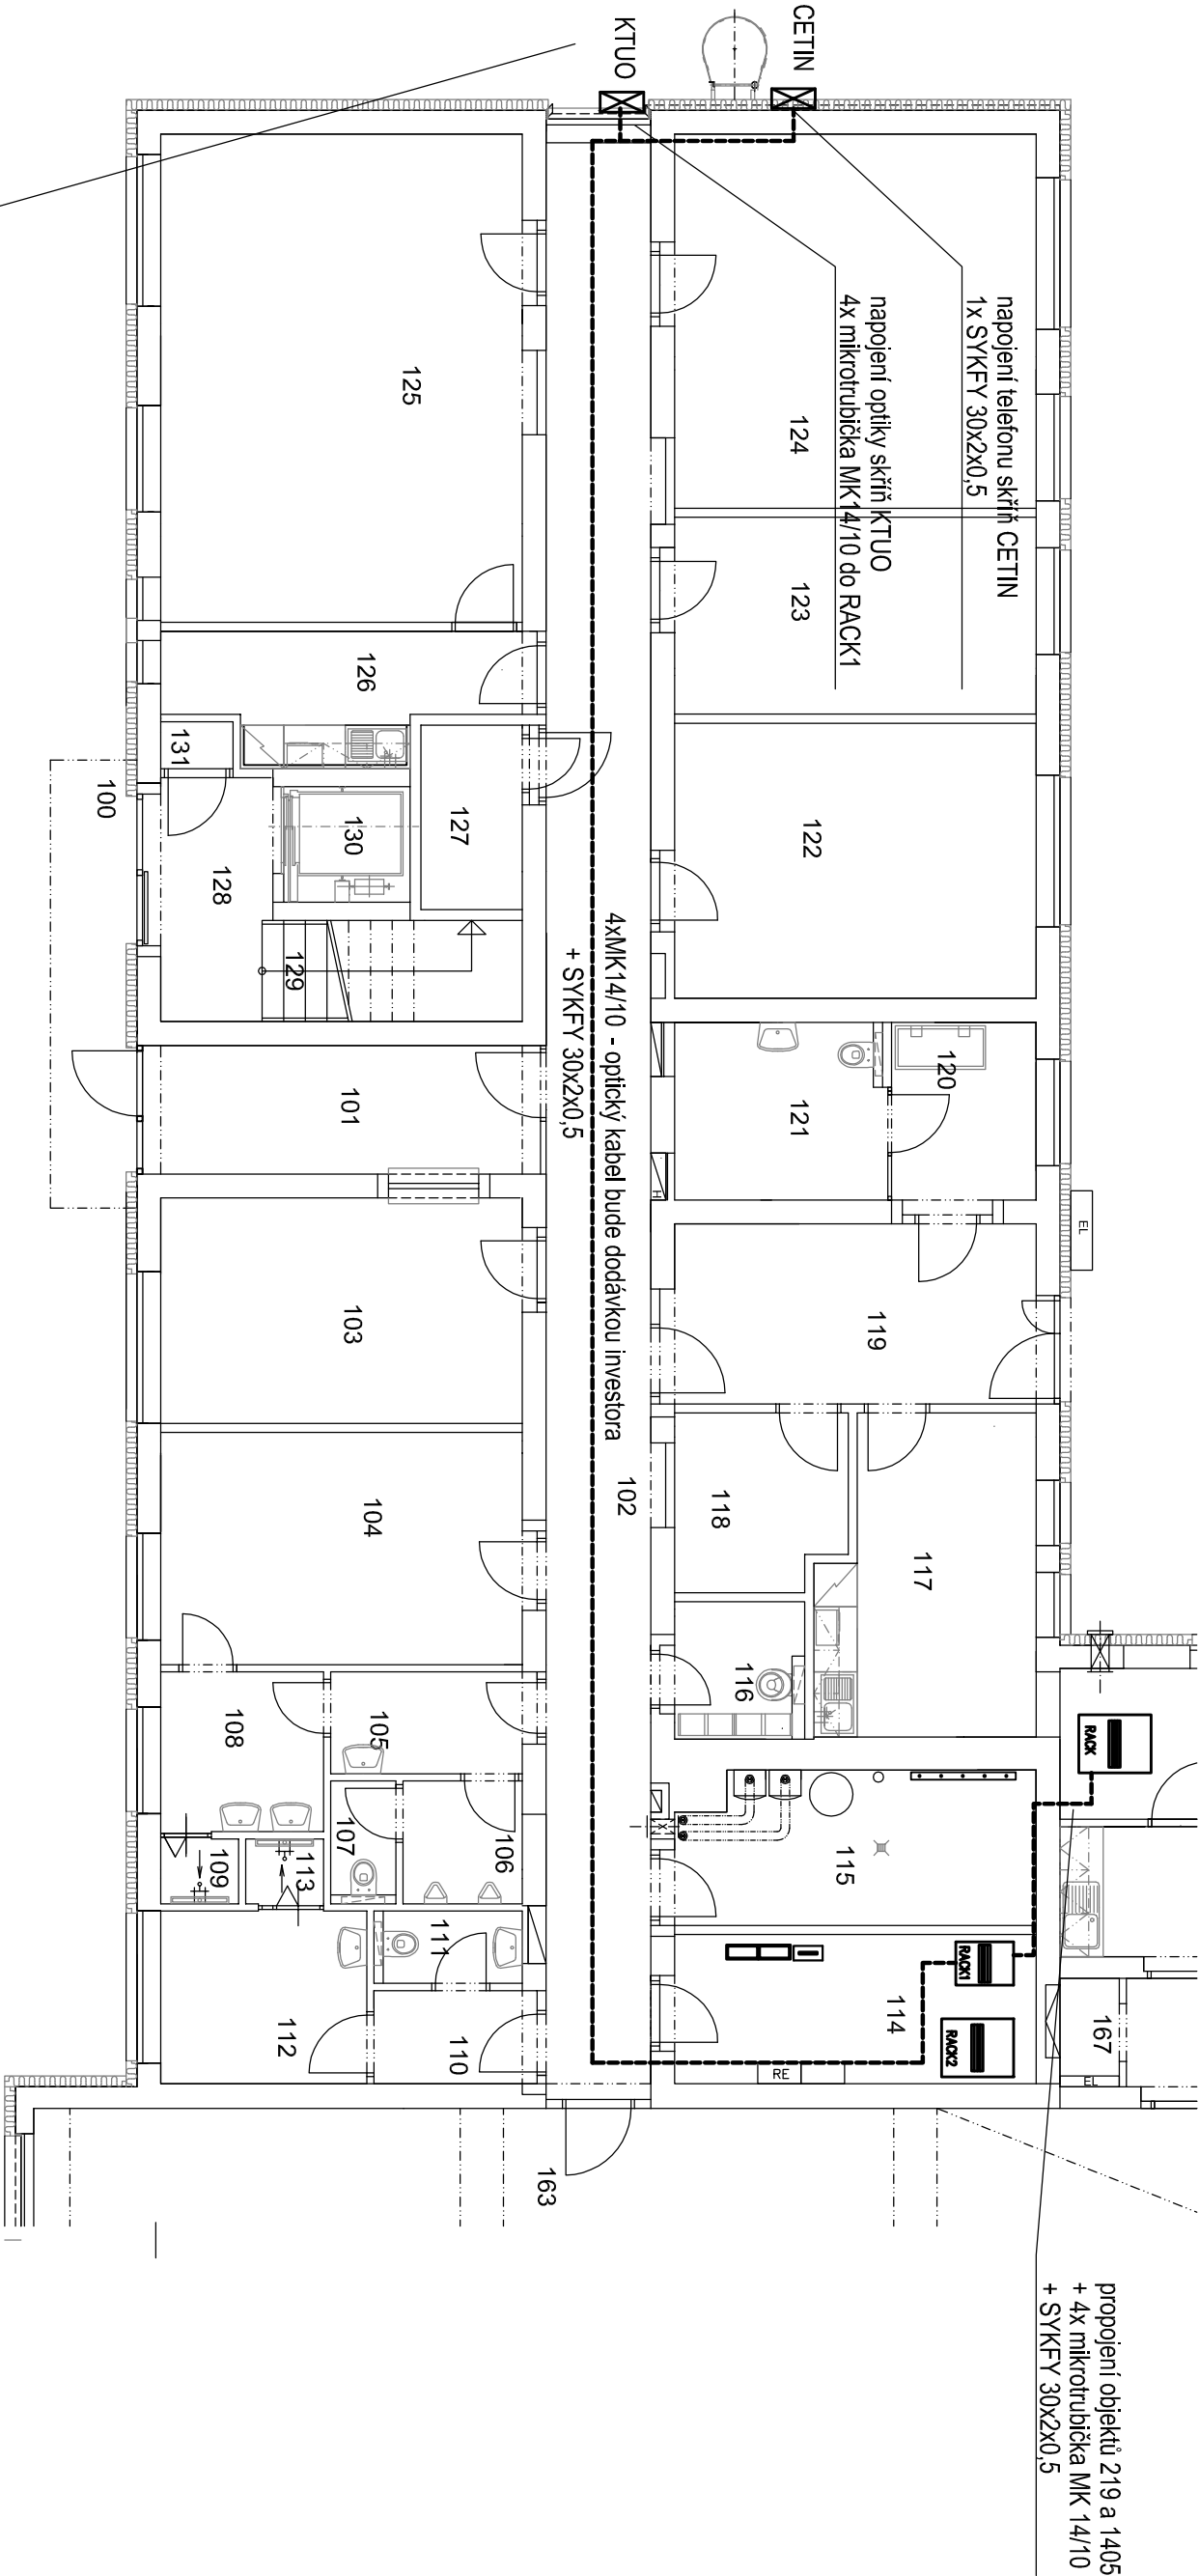 CETIN
KTUO
napojení telefonu skříň CETIN
1x SYKFY 30x2x0,5
napojení optiky skříň KTUO
4x mikrotrubička MK14/10 do RACK1
125
124
123
126
131
100
130
127
122
128
129
4xMK14/10 - optický kabel bude dodávkou investora
+ SYKFY 30x2x0,5
120
121
101
H
EL
103
119
102
104
118
117
116
108
105
107
106
109
113
115
RACK
111
112
110
114
RACK1
RACK2
RE
167
EL
163
propojení objektů 219 a 1405
+ 4x mikrotrubička MK 14/10
+ SYKFY 30x2x0,5